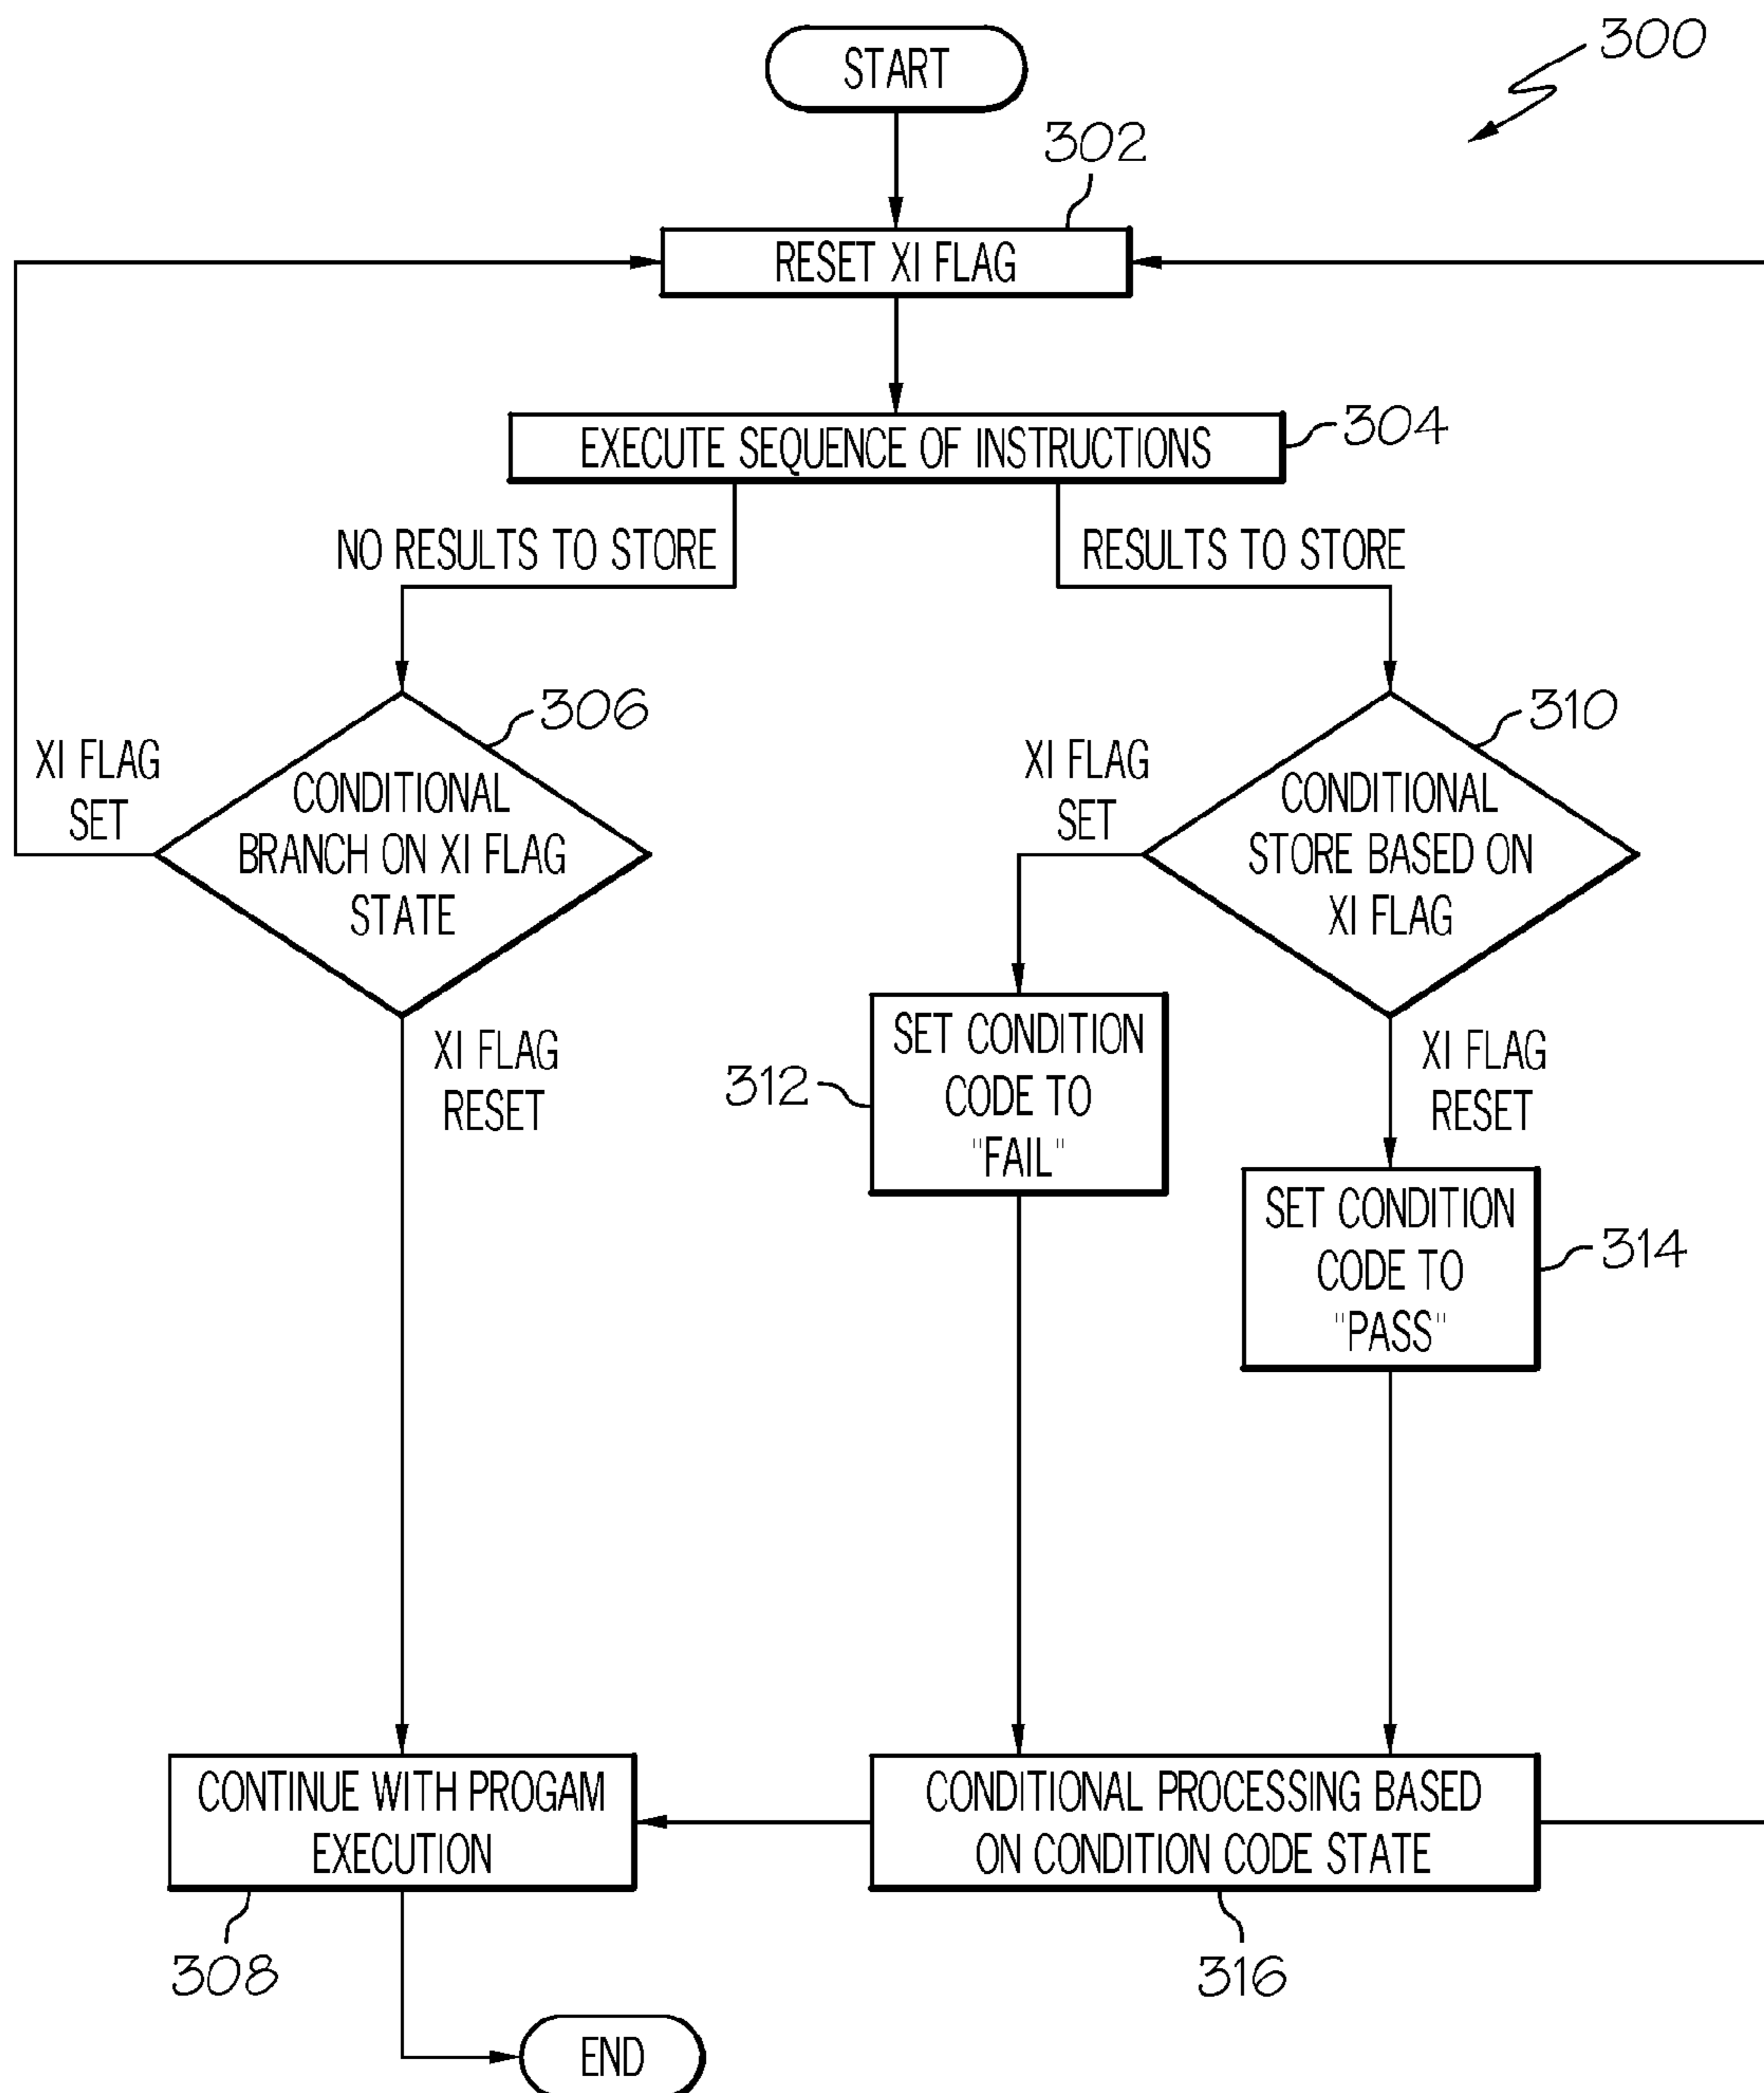 START
300
302
RESET XI FLAG
EXECUTE SEQUENCE OF INSTRUCTIONS
304
NO RESULTS TO STORE
RESULTS TO STORE
306
XI FLAG
SET
CONDITIONAL
BRANCH ON XI FLAG
STATE
XI FLAG
RESET
310
XI FLAG
SET
CONDITIONAL
STORE BASED ON
XI FLAG
XI FLAG
RESET
312
SET CONDITION
CODE TO
"FAIL"
SET CONDITION
CODE TO
"PASS"
314
CONTINUE WITH PROGAM
EXECUTION
308
CONDITIONAL PROCESSING BASED
ON CONDITION CODE STATE
316
END